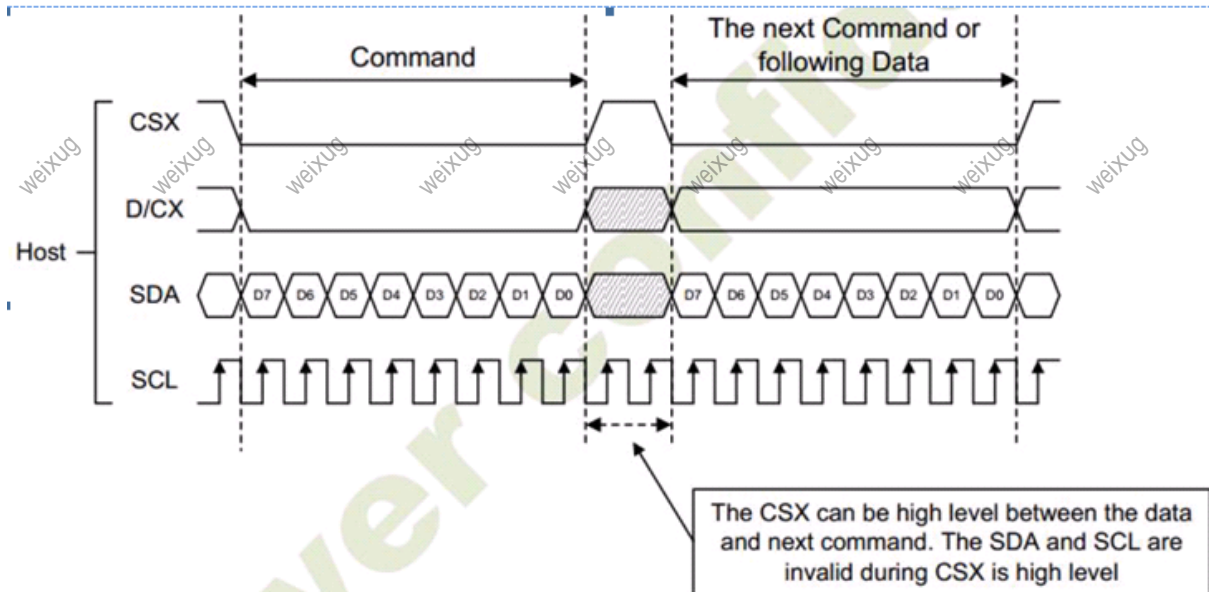 Command
The next Command or
following Data
CSX
weixug weixug weixug weixug weixug weixug weixug weixug weixug
D/CX
Host
SDA
D7 D6 D5 D4 D3 D2 D1 D0
D7 D6 D5 D4 D3 D2 D1 D0
SCL
The CSX can be high level between the data
and next command. The SDA and SCL are
invalid during CSX is high level